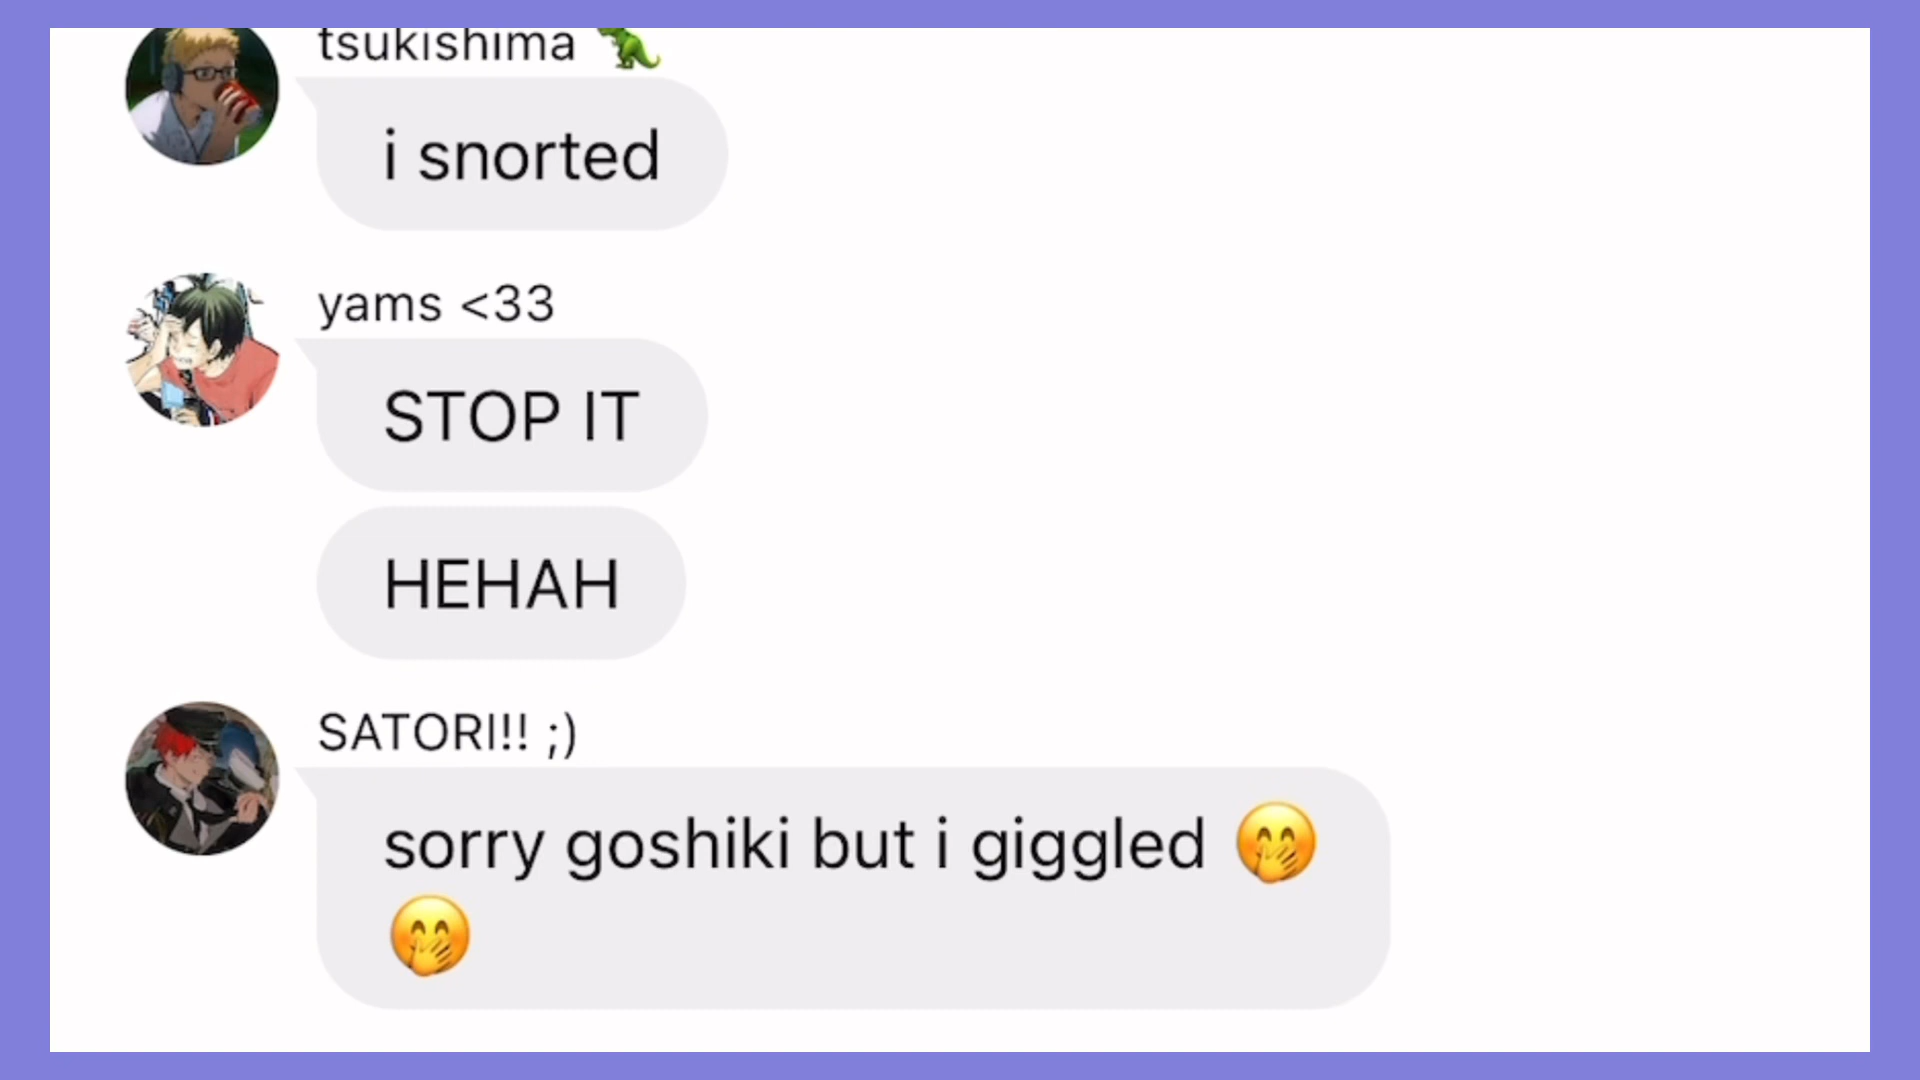 tsukishima 🦖
i snorted
yams <33
STOP IT
HEHAH
SATORI!! ;)
sorry goshiki but i giggled 🤭
🤭